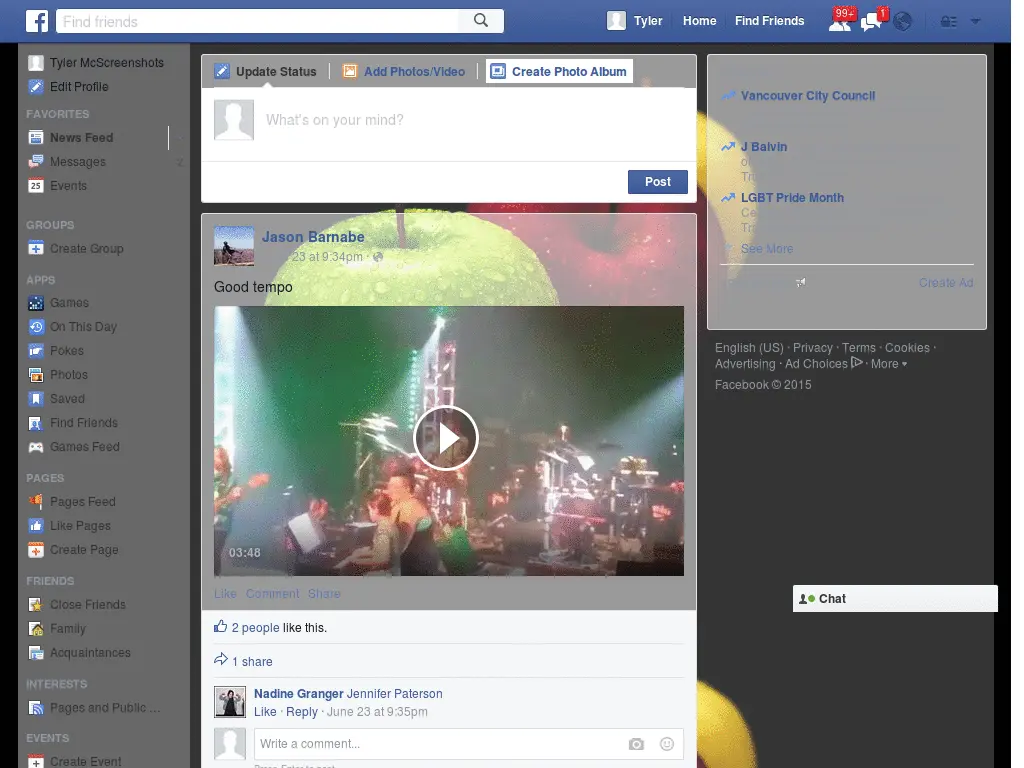 f
Find friends
Tyler
Home
Find Friends
99+
1
Tyler McScreenshots
Edit Profile
FAVORITES
News Feed
Messages
2
Events
GROUPS
Create Group
APPS
Games
On This Day
Pokes
Photos
Saved
Find Friends
Games Feed
PAGES
Pages Feed
Like Pages
Create Page
FRIENDS
Close Friends
Family
Acquaintances
INTERESTS
Pages and Public ...
EVENTS
Create Event
Update Status
Add Photos/Video
Create Photo Album
What's on your mind?
Post
Jason Barnabe
23 at 9:34pm ·
Good tempo
03:48
Like Comment Share
2 people like this.
1 share
Nadine Granger Jennifer Paterson
Like · Reply · June 23 at 9:35pm
Write a comment...
Vancouver City Council
J Balvin
LGBT Pride Month
See More
Create Ad
English (US) · Privacy · Terms · Cookies ·
Advertising · Ad Choices · More
Facebook © 2015
Chat